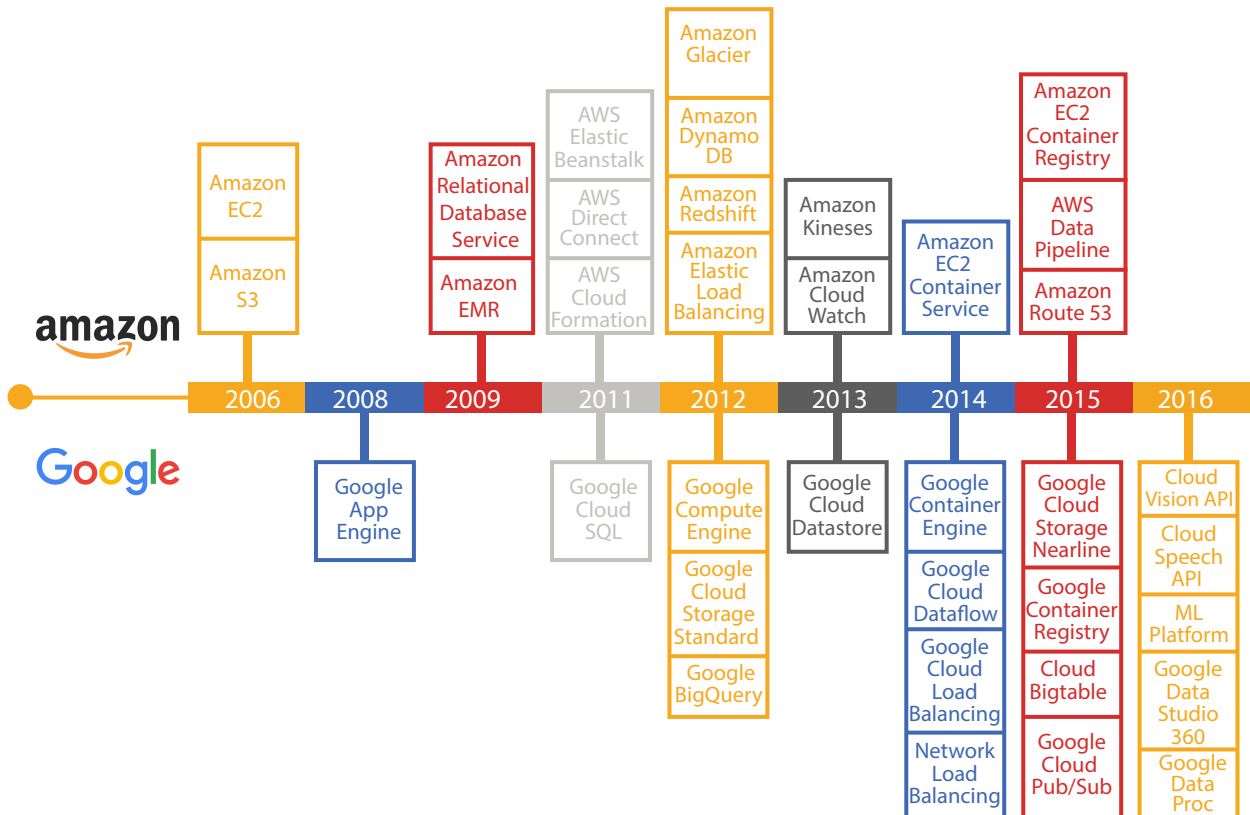 Amazon
EC2
Amazon
S3
Amazon
Relational
Database
Service
Amazon
EMR
AWS
Elastic
Beanstalk
AWS
Direct
Connect
AWS
Cloud
Formation
Amazon
Glacier
Amazon
Dynamo
DB
Amazon
Redshift
Amazon
Elastic
Load
Balancing
Amazon
Kineses
Amazon
Cloud
Watch
Amazon
EC2
Container
Service
Amazon
EC2
Container
Registry
AWS
Data
Pipeline
Amazon
Route 53
amazon
2006 2008 2009 2011 2012 2013 2014 2015 2016
Google
Google
App
Engine
Google
Cloud
SQL
Google
Compute
Engine
Google
Cloud
Storage
Standard
Google
BigQuery
Google
Cloud
Datastore
Google
Container
Engine
Google
Cloud
Dataflow
Google
Cloud
Load
Balancing
Network
Load
Balancing
Google
Cloud
Storage
Nearline
Google
Container
Registry
Cloud
Bigtable
Google
Cloud
Pub/Sub
Cloud
Vision API
Cloud
Speech
API
ML
Platform
Google
Data
Studio
360
Google
Data
Proc